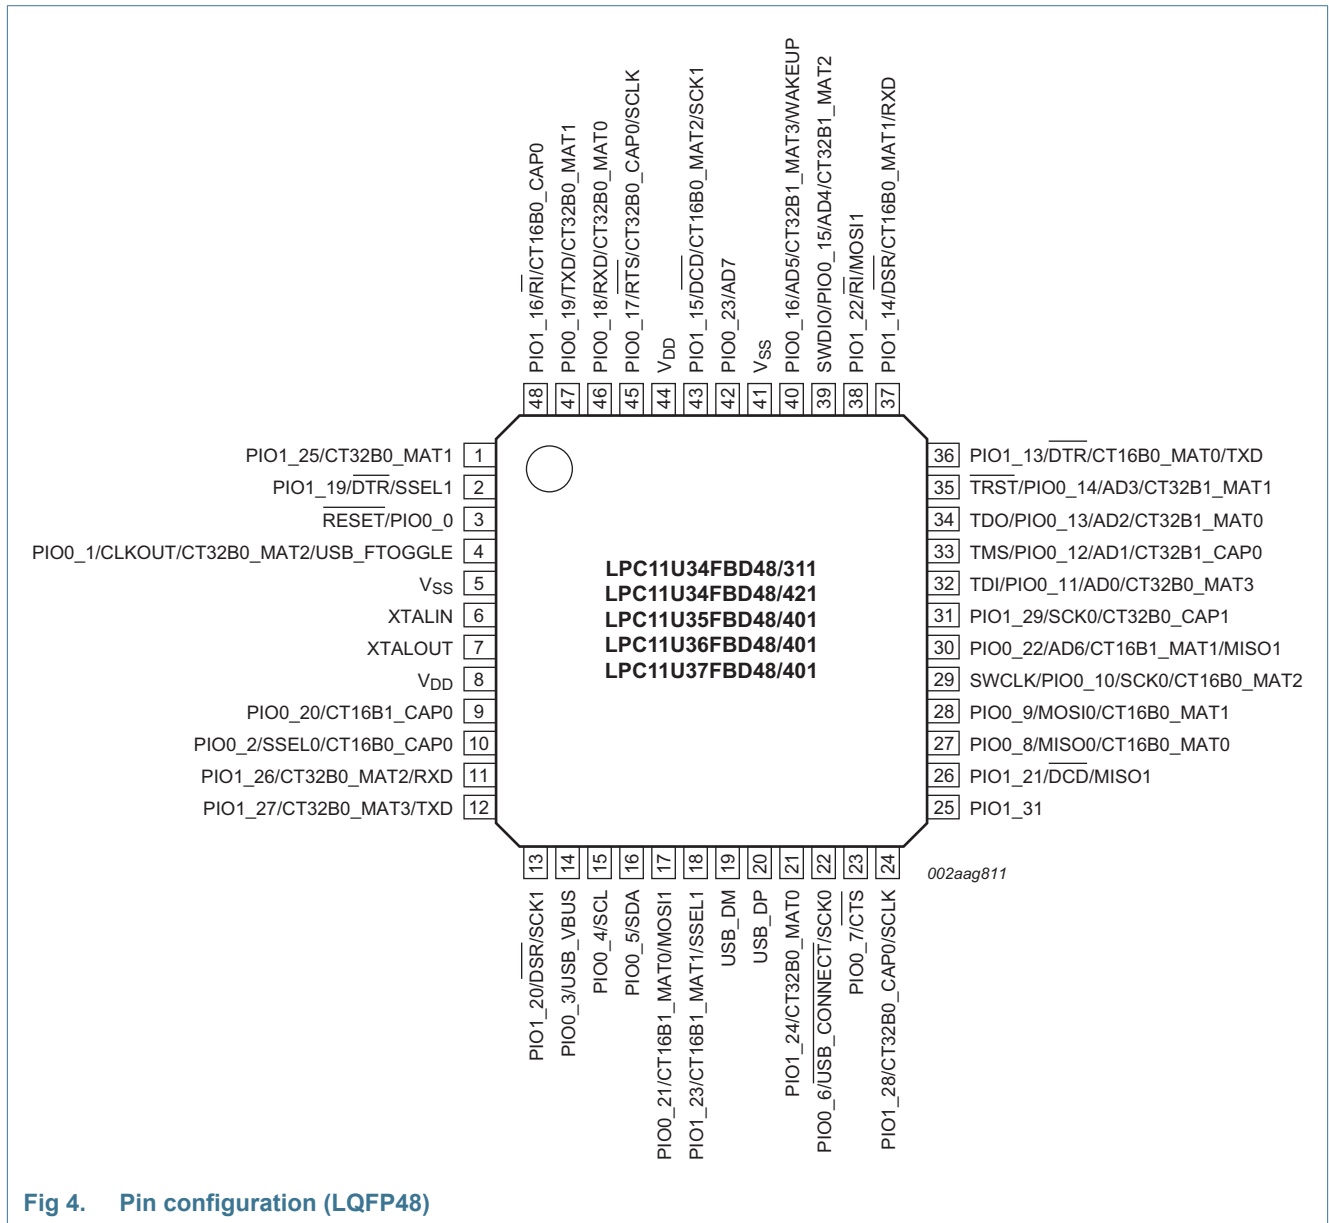 PIO1_16/RI/CT16B0_CAP0
PIO0_19/TXD/CT32B0_MAT1
PIO0_18/RXD/CT32B0_MAT0
PIO0_17/RTS/CT32B0_CAP0/SCLK
VDD
PIO1_15/DCD/CT16B0_MAT2/SCK1
PIO0_23/AD7
VSS
PIO0_16/AD5/CT32B1_MAT3/WAKEUP
SWDIO/PIO0_15/AD4/CT32B1_MAT2
PIO1_22/RI/MOSI1
PIO1_14/DSR/CT16B0_MAT1/RXD
48
47
46
45
44
43
42
41
40
39
38
37
PIO1_25/CT32B0_MAT1 1
PIO1_19/DTR/SSEL1 2
RESET/PIO0_0 3
PIO0_1/CLKOUT/CT32B0_MAT2/USB_FTOGGLE 4
VSS 5
XTALIN 6
XTALOUT 7
VDD 8
PIO0_20/CT16B1_CAP0 9
PIO0_2/SSEL0/CT16B0_CAP0 10
PIO1_26/CT32B0_MAT2/RXD 11
PIO1_27/CT32B0_MAT3/TXD 12
LPC11U34FBD48/311
LPC11U34FBD48/421
LPC11U35FBD48/401
LPC11U36FBD48/401
LPC11U37FBD48/401
36 PIO1_13/DTR/CT16B0_MAT0/TXD
35 TRST/PIO0_14/AD3/CT32B1_MAT1
34 TDO/PIO0_13/AD2/CT32B1_MAT0
33 TMS/PIO0_12/AD1/CT32B1_CAP0
32 TDI/PIO0_11/AD0/CT32B0_MAT3
31 PIO1_29/SCK0/CT32B0_CAP1
30 PIO0_22/AD6/CT16B1_MAT1/MISO1
29 SWCLK/PIO0_10/SCK0/CT16B0_MAT2
28 PIO0_9/MOSI0/CT16B0_MAT1
27 PIO0_8/MISO0/CT16B0_MAT0
26 PIO1_21/DCD/MISO1
25 PIO1_31
13
14
15
16
17
18
19
20
21
22
23
24
002aag811
PIO1_20/DSR/SCK1
PIO0_3/USB_VBUS
PIO0_4/SCL
PIO0_5/SDA
PIO0_21/CT16B1_MAT0/MOSI1
PIO1_23/CT16B1_MAT1/SSEL1
USB_DM
USB_DP
PIO1_24/CT32B0_MAT0
PIO0_6/USB_CONNECT/SCK0
PIO0_7/CTS
PIO1_28/CT32B0_CAP0/SCLK
Fig 4. Pin configuration (LQFP48)